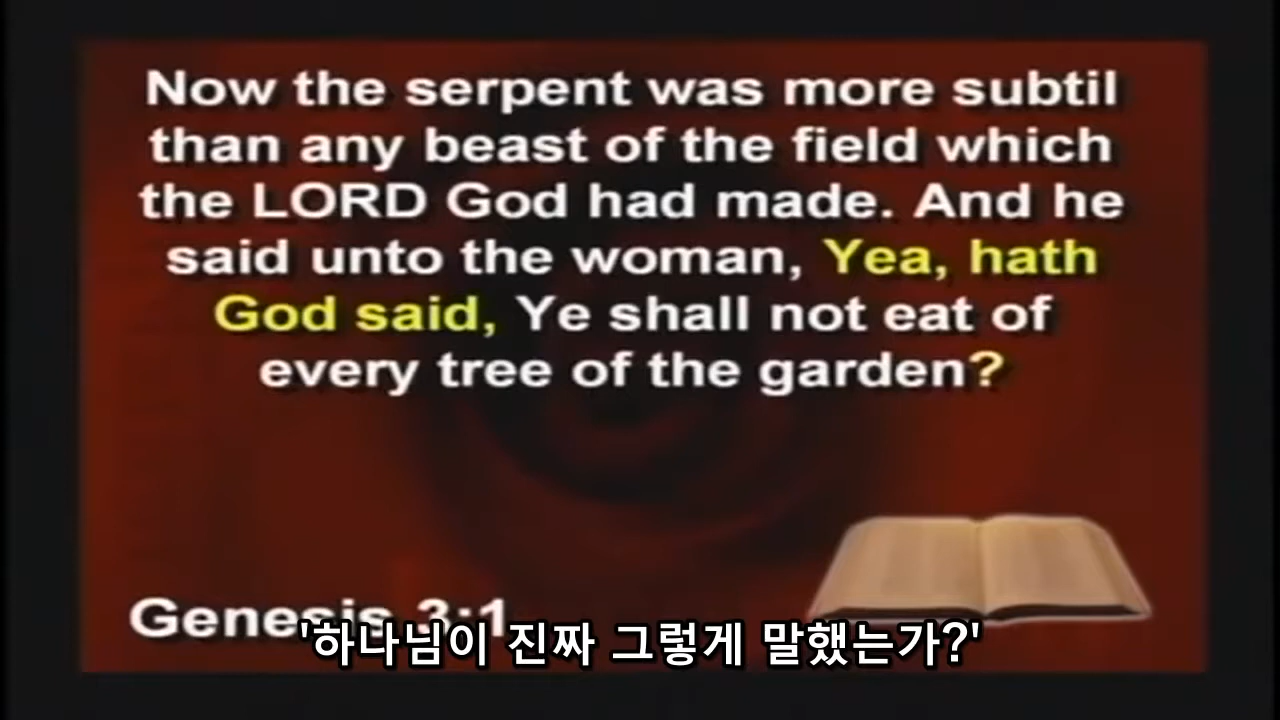 Now the serpent was more subtil
than any beast of the field which
the LORD God had made. And he
said unto the woman, Yea, hath
God said, Ye shall not eat of
every tree of the garden?
Genesis 3:1
'하나님이 진짜 그렇게 말했는가?'